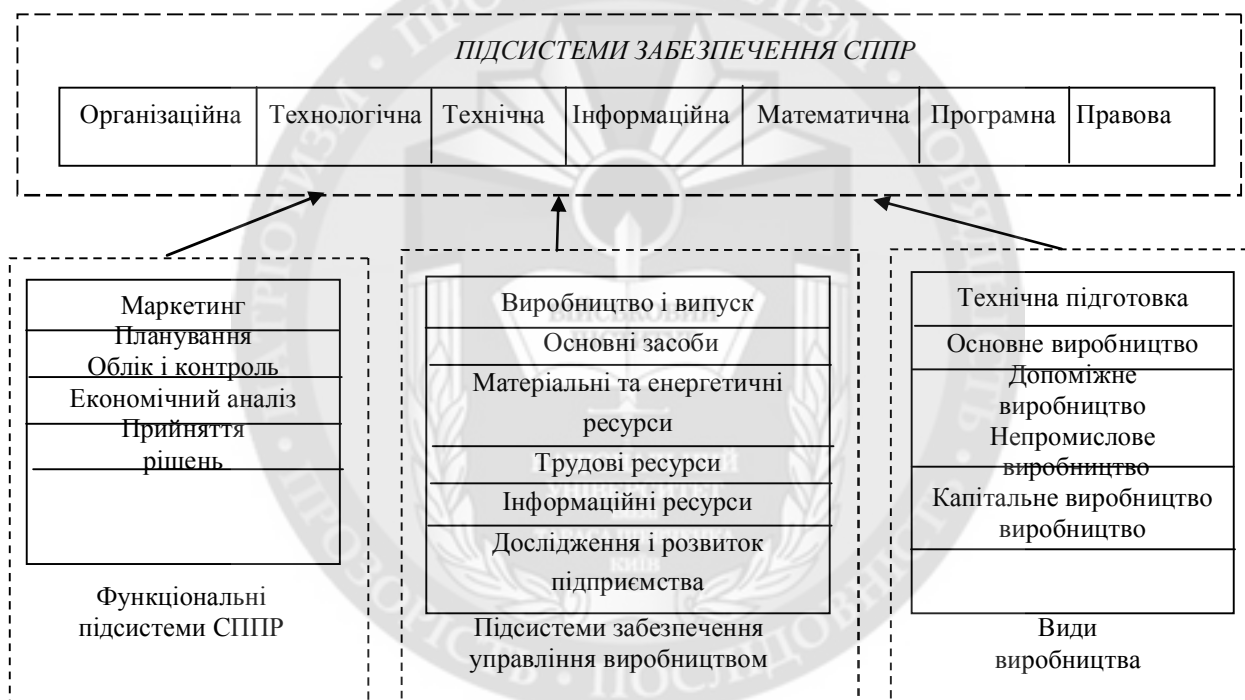 ПІДСИСТЕМИ ЗАБЕЗПЕЧЕННЯ СППР
Організаційна Технологічна Технічна Інформаційна Математична Програмна Правова
Маркетинг
Планування
Облік і контроль
Економічний аналіз
Прийняття
рішень
Функціональні
підсистеми СППР
Виробництво і випуск
Основні засоби
Матеріальні та енергетичні
ресурси
Трудові ресурси
Інформаційні ресурси
Дослідження і розвиток
підприємства
Підсистеми забезпечення
управління виробництвом
Технічна підготовка
Основне виробництво
Допоміжне
виробництво
Непромислове
виробництво
Капітальне виробництво
виробництво
Види
виробництва